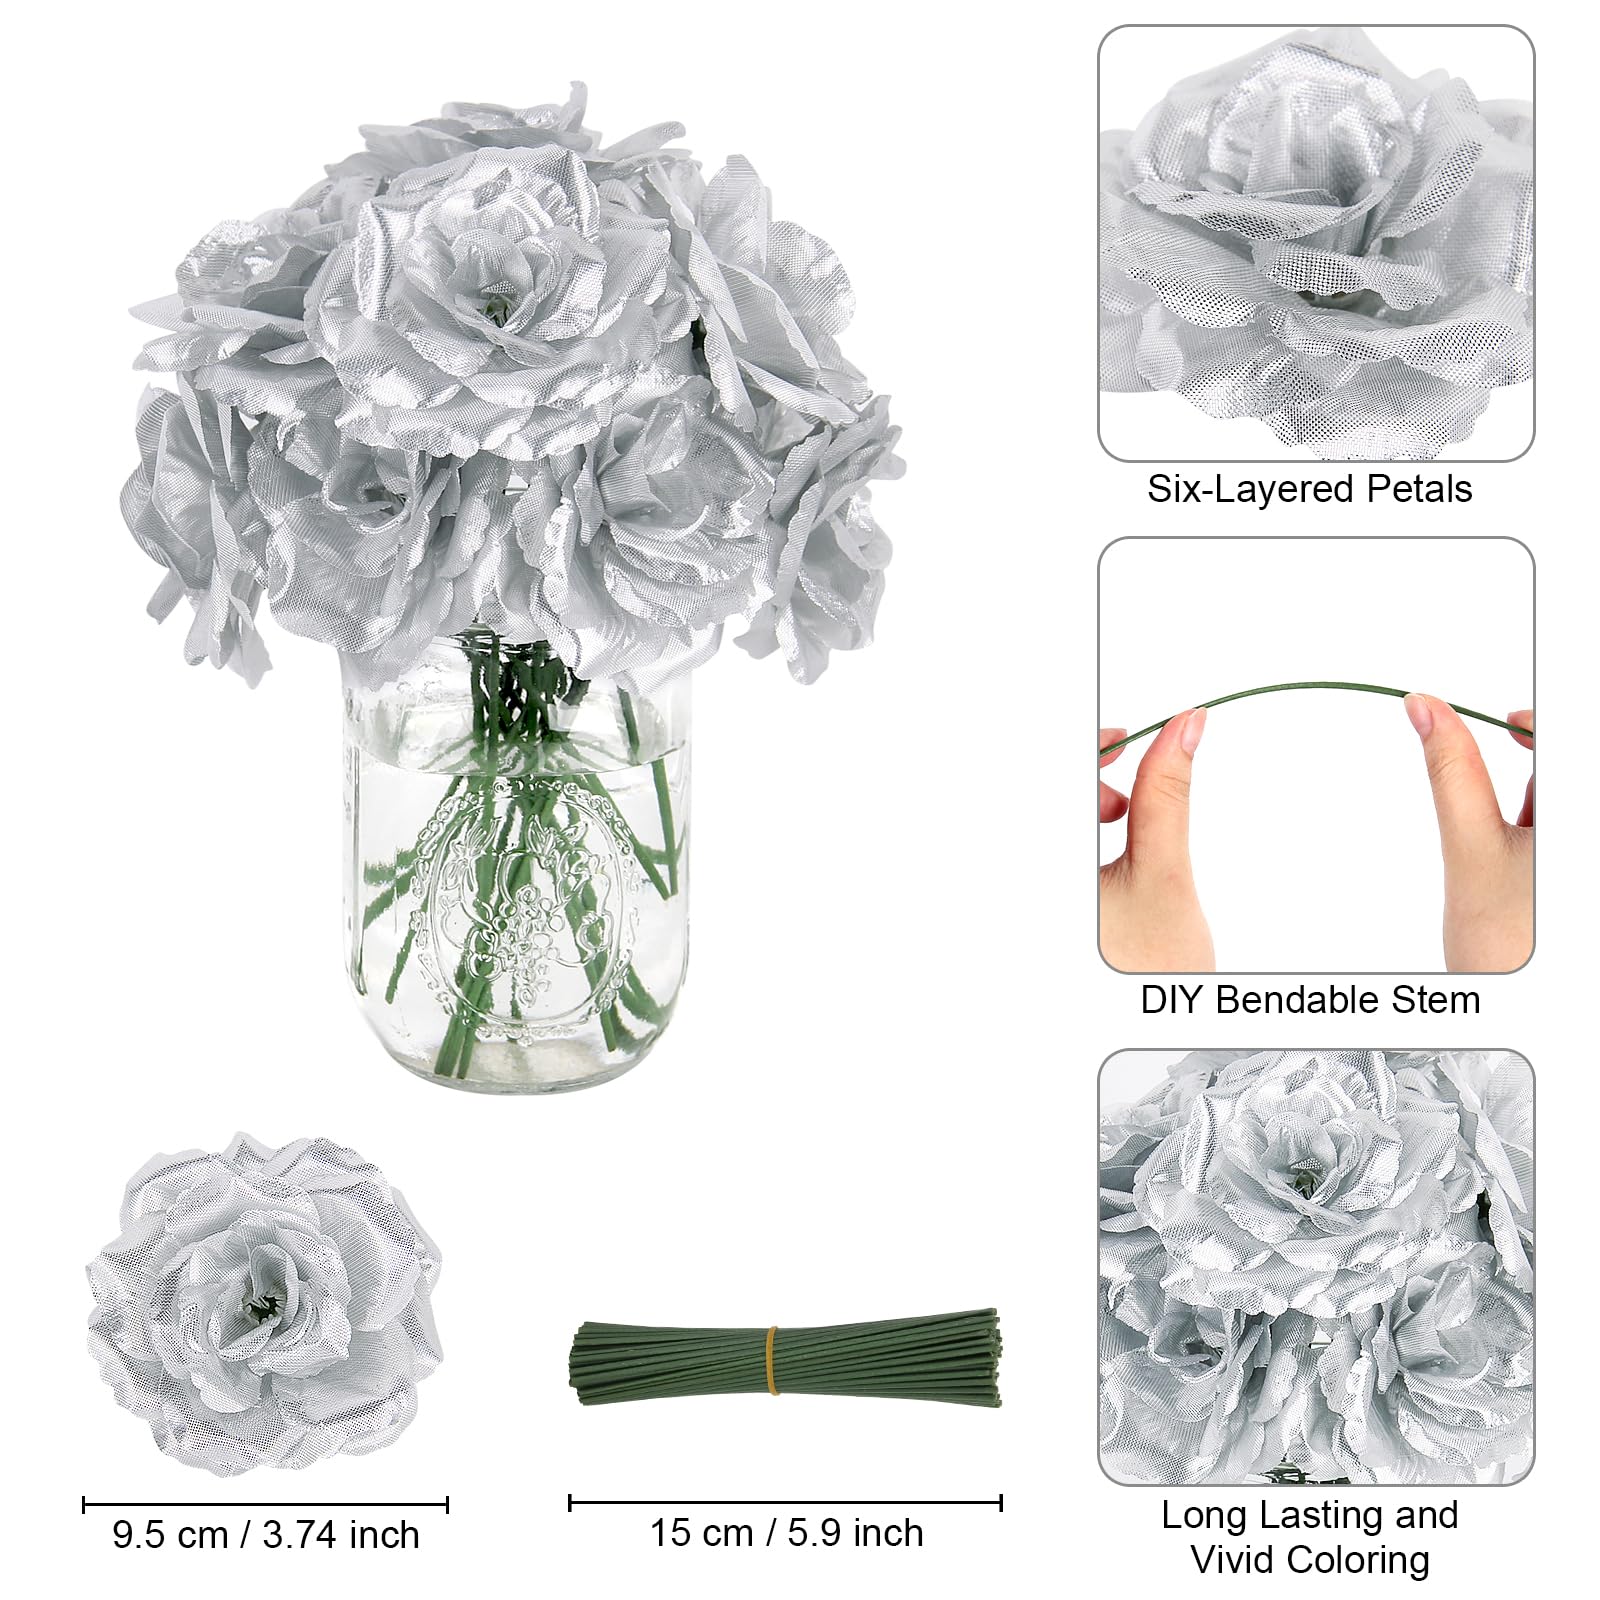 Six-Layered Petals
DIY Bendable Stem
Long Lasting and
Vivid Coloring
9.5 cm / 3.74 inch
15 cm / 5.9 inch